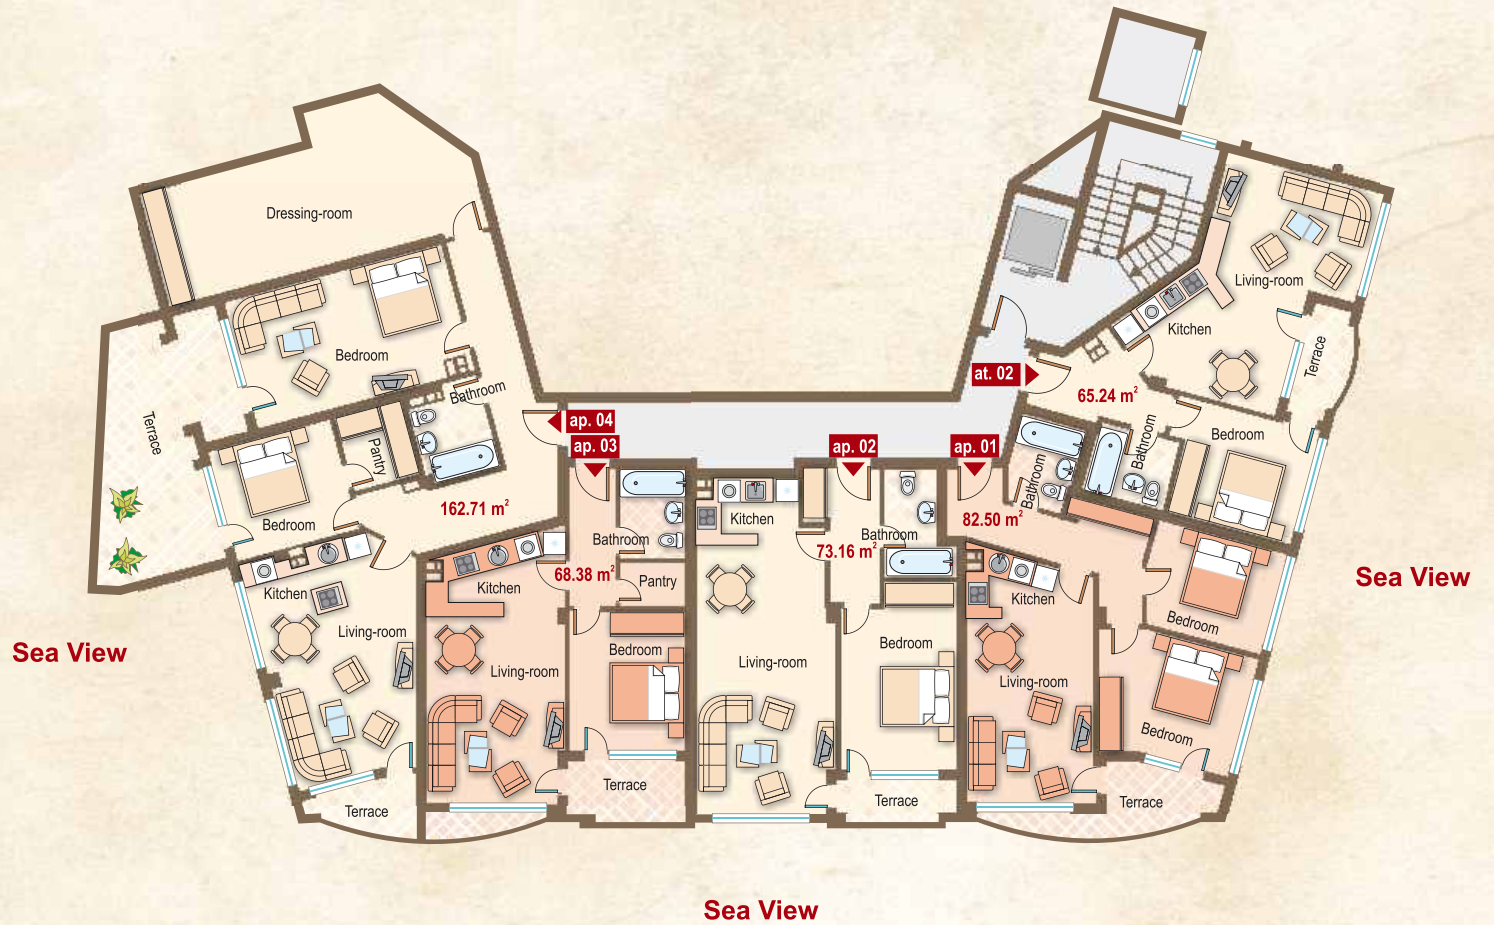 Dressing-room
Living-room
Kitchen
Terrace
at. 02
65.24 m²
Bedroom
Bathroom
Bedroom
Bathroom
Terrace
Pantry
Bedroom
162.71 m²
ap. 04
ap. 03
ap. 02
ap. 01
Kitchen
Living-room
Terrace
Bathroom
68.38 m²
Kitchen
Pantry
Bedroom
Living-room
Terrace
Kitchen
Bathroom
73.16 m²
Bedroom
Living-room
Terrace
Bathroom
82.50 m²
Kitchen
Bedroom
Living-room
Bedroom
Terrace
Sea View
Sea View
Sea View